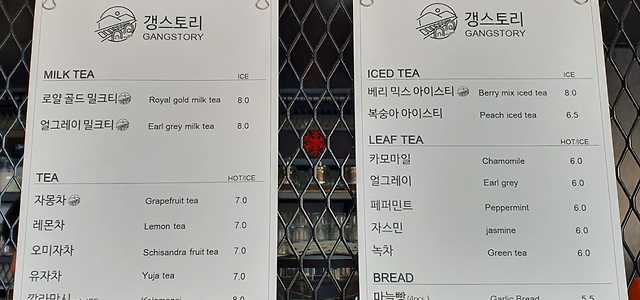 갱스토리
GANGSTORY
MILK TEA ICE
로얄 골드 밀크티 Royal gold milk tea 8.0
얼그레이 밀크티 Earl grey milk tea 8.0
TEA HOT/ICE
자몽차 Grapefruit tea 7.0
레몬차 Lemon tea 7.0
오미자차 Schisandra fruit tea 7.0
유자차 Yuja tea 7.0
깔라만시 8.0
갱스토리
GANGSTORY
ICED TEA ICE
베리 믹스 아이스티 Berry mix iced tea 8.0
복숭아 아이스티 Peach iced tea 6.5
LEAF TEA HOT/ICE
카모마일 Chamomile 6.0
얼그레이 Earl grey 6.0
페퍼민트 Peppermint 6.0
자스민 jasmine 6.0
녹차 Green tea 6.0
BREAD
마늘빵(4pc) Garlic Bread 5.5